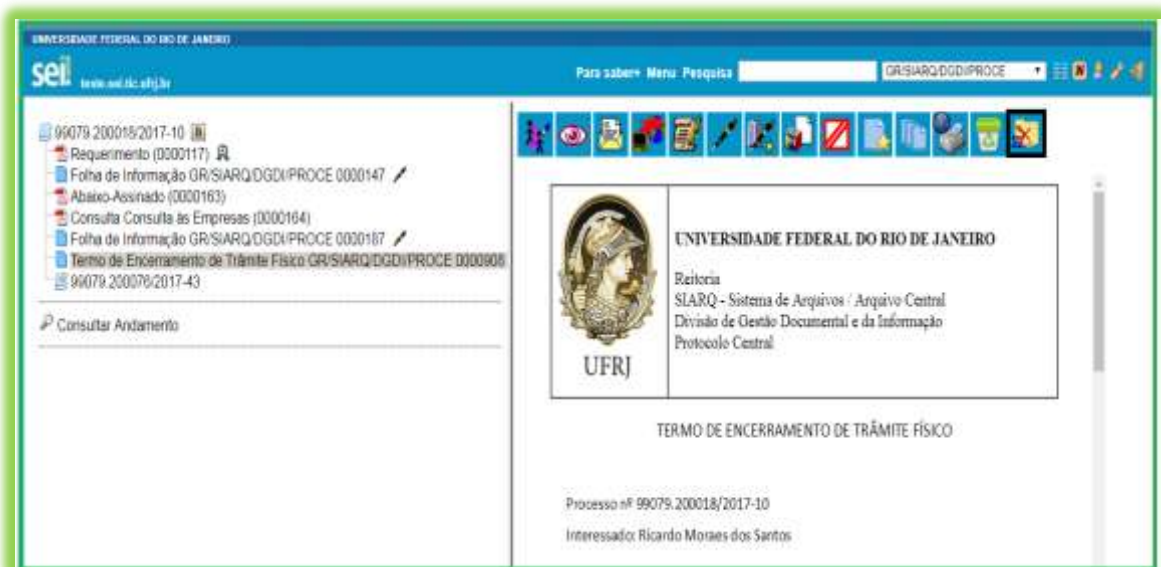 UNIVERSIDADE FEDERAL DO RIO DE JANEIRO
sei! teste.sei.tic.ufrj.br
Para saber+ Menu Pesquisa GR/SIARQ/DGDI/PROCE
99079.200018/2017-10
Requerimento (0000117)
Folha de Informação GR/SIARQ/DGDI/PROCE 0000147
Abaixo-Assinado (0000163)
Consulta Consulta às Empresas (0000164)
Folha de Informação GR/SIARQ/DGDI/PROCE 0000187
Termo de Encerramento de Trâmite Físico GR/SIARQ/DGDI/PROCE 0000908
99079.200076/2017-43
Consultar Andamento
UNIVERSIDADE FEDERAL DO RIO DE JANEIRO
Reitoria
SIARQ - Sistema de Arquivos / Arquivo Central
Divisão de Gestão Documental e da Informação
Protocolo Central
UFRJ
TERMO DE ENCERRAMENTO DE TRÂMITE FÍSICO
Processo nº 99079.200018/2017-10
Interessado: Ricardo Moraes dos Santos